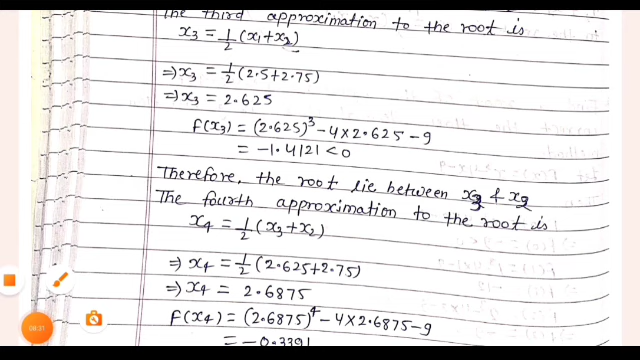 The third approximation to the root is
x₃ = 1/2 (x₁+x₂)
⇒ x₃ = 1/2 (2.5+2.75)
⇒ x₃ = 2.625
f(x₃) = (2.625)³ - 4×2.625 - 9
= -1.4121 < 0
Therefore, the root lie between x₃ & x₂
The fourth approximation to the root is
x₄ = 1/2 (x₃+x₂)
⇒ x₄ = 1/2 (2.625+2.75)
⇒ x₄ = 2.6875
f(x₄) = (2.6875)⁴ - 4×2.6875 - 9
= -0.3391